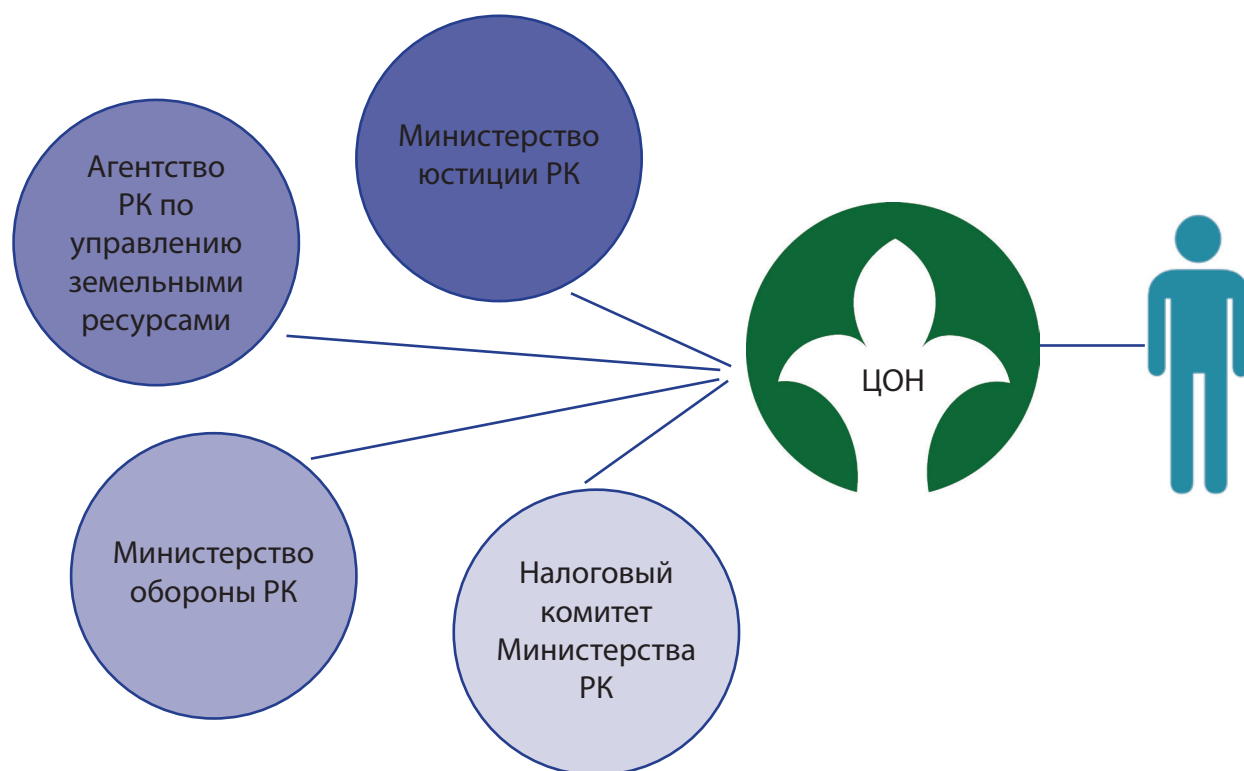 Министерство
юстиции РК
Агентство
РК по
управлению
земельными
ресурсами
ЦОН
Министерство
обороны РК
Налоговый
комитет
Министерства
РК